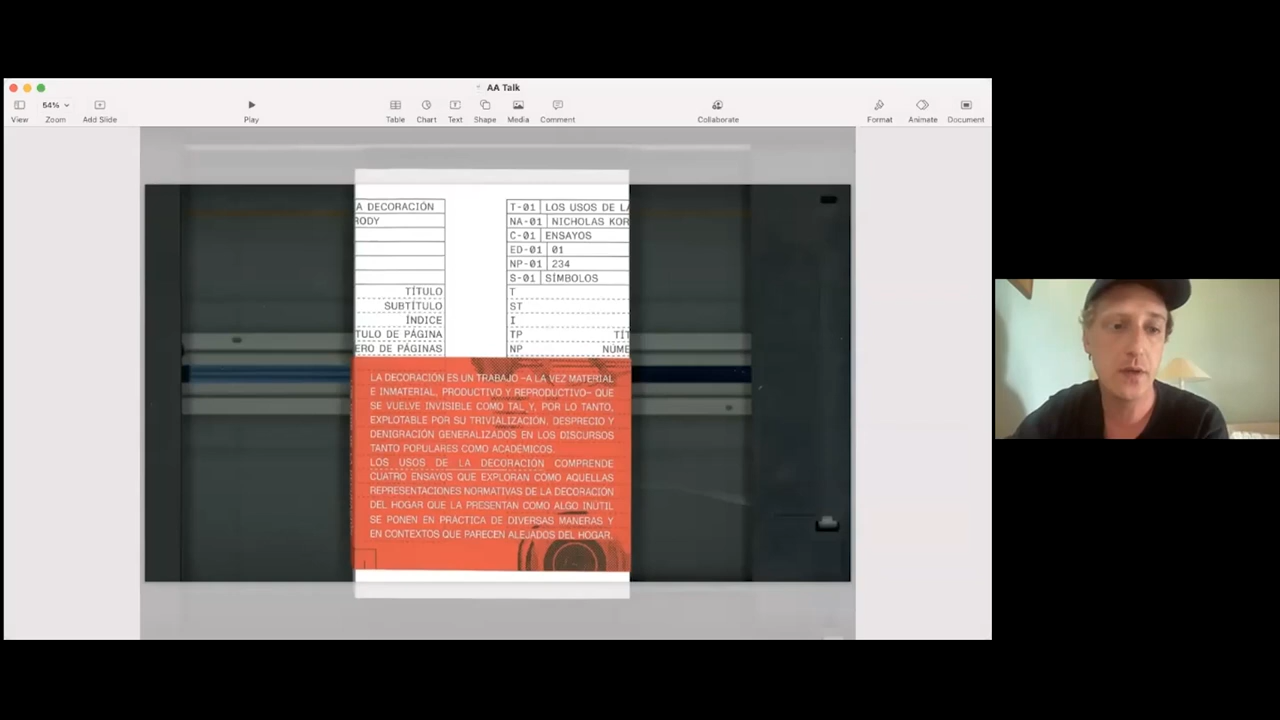 AA Talk
54%
View
Zoom
Add Slide
Play
Table
Chart
Text
Shape
Media
Comment
Collaborate
Format
Animate
Document
A DECORACIÓN
RODY
TÍTULO
SUBTÍTULO
ÍNDICE
TULO DE PÁGINA
ERO DE PÁGINAS
T-01 LOS USOS DE LA
NA-01 NICHOLAS KOR
C-01 ENSAYOS
ED-01 01
NP-01 234
S-01 SÍMBOLOS
T
ST
I
TP TÍT
NP NÚME
LA DECORACIÓN ES UN TRABAJO –A LA VEZ MATERIAL
E INMATERIAL, PRODUCTIVO Y REPRODUCTIVO– QUE
SE VUELVE INVISIBLE COMO TAL Y, POR LO TANTO,
EXPLOTABLE POR SU TRIVIALIZACIÓN, DESPRECIO Y
DENIGRACIÓN GENERALIZADOS EN LOS DISCURSOS
TANTO POPULARES COMO ACADÉMICOS.
LOS USOS DE LA DECORACIÓN COMPRENDE
CUATRO ENSAYOS QUE EXPLORAN CÓMO AQUELLAS
REPRESENTACIONES NORMATIVAS DE LA DECORACIÓN
DEL HOGAR QUE LA PRESENTAN COMO ALGO INÚTIL
SE PONEN EN PRÁCTICA DE DIVERSAS MANERAS Y
EN CONTEXTOS QUE PARECEN ALEJADOS DEL HOGAR.